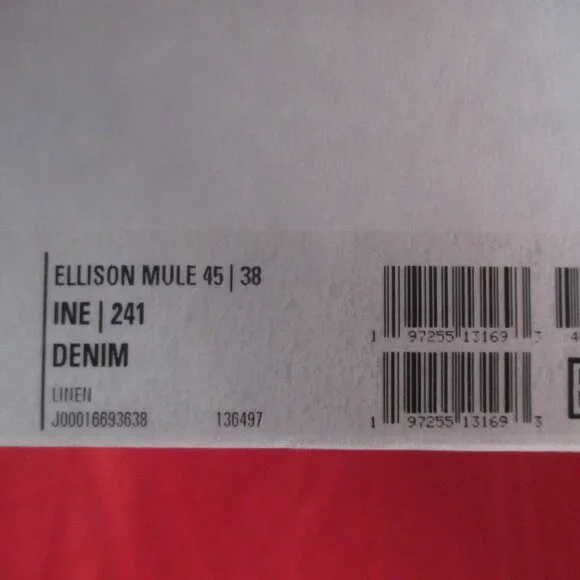 ELLISON MULE 45 | 38
INE | 241
DENIM
LINEN
J00016693638 136497
1 97255 13169 3
1 97255 13169 3